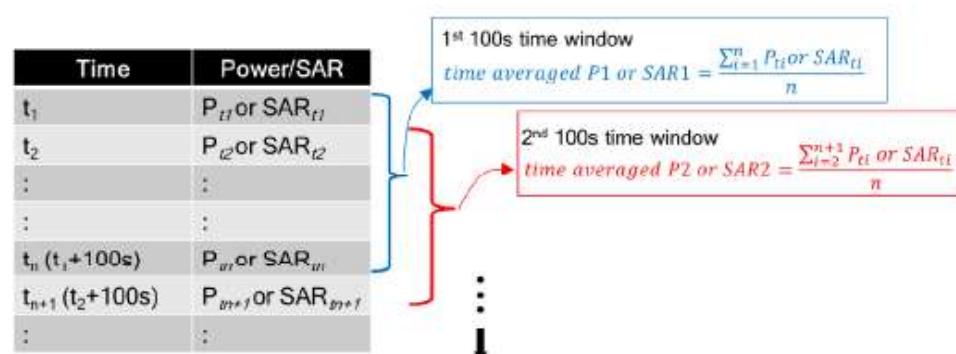 1st 100s time window
time averaged P1 or SAR1 = ∑ⁿᵢ₌₁ Pₜᵢ or SARₜᵢ / n
Time Power/SAR
t₁ Pₜ₁ or SARₜ₁
t₂ Pₜ₂ or SARₜ₂
2nd 100s time window
time averaged P2 or SAR2 = ∑ⁿ⁺¹ᵢ₌₂ Pₜᵢ or SARₜᵢ / n
: :
: :
tₙ (t₁+100s) Pₜₙ or SARₜₙ
tₙ₊₁ (t₂+100s) Pₜₙ₊₁ or SARₜₙ₊₁
: :